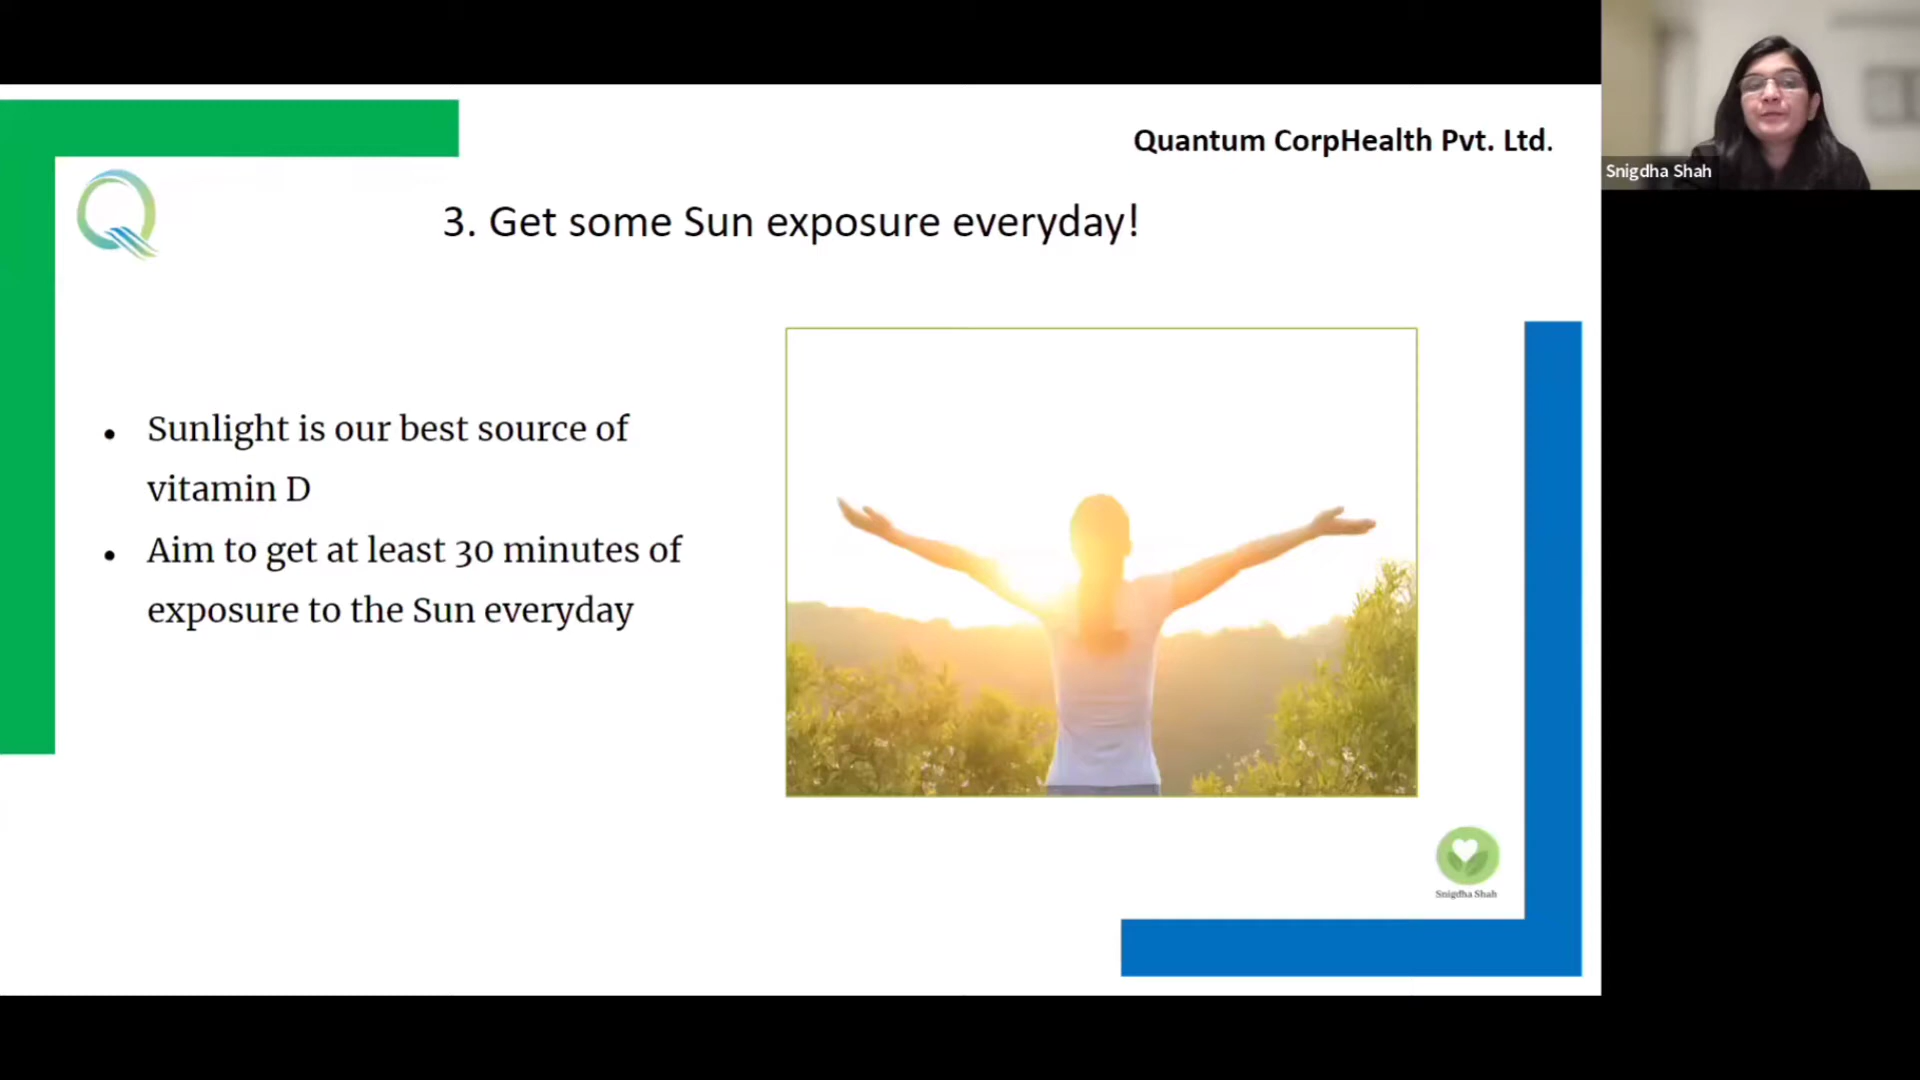 Quantum CorpHealth Pvt. Ltd.
Snigdha Shah
3. Get some Sun exposure everyday!
• Sunlight is our best source of
vitamin D
• Aim to get at least 30 minutes of
exposure to the Sun everyday
Snigdha Shah